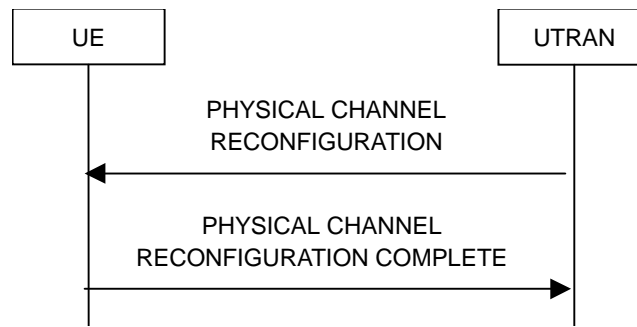 UE
UTRAN
PHYSICAL CHANNEL
RECONFIGURATION
PHYSICAL CHANNEL
RECONFIGURATION COMPLETE